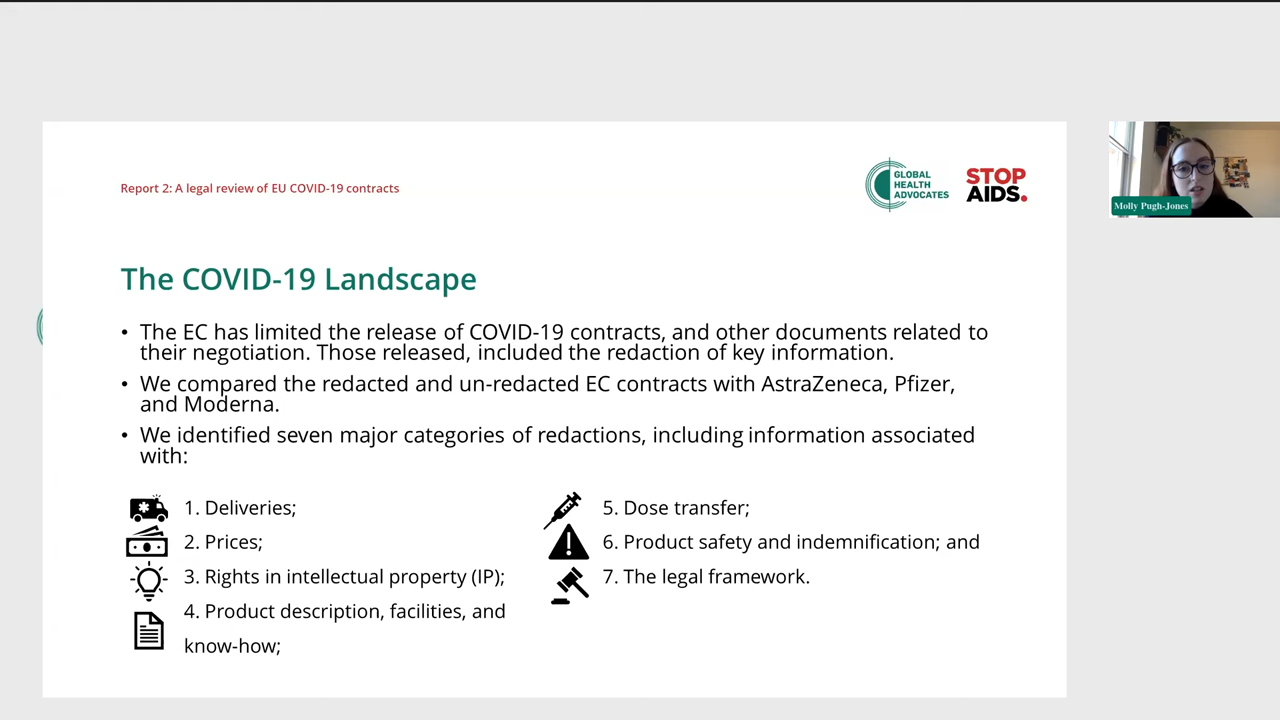 Report 2: A legal review of EU COVID-19 contracts
GLOBAL
HEALTH
ADVOCATES
STOP
AIDS.
Molly Pugh-Jones
The COVID-19 Landscape
• The EC has limited the release of COVID-19 contracts, and other documents related to
their negotiation. Those released, included the redaction of key information.
• We compared the redacted and un-redacted EC contracts with AstraZeneca, Pfizer,
and Moderna.
• We identified seven major categories of redactions, including information associated
with:
1. Deliveries;
2. Prices;
3. Rights in intellectual property (IP);
4. Product description, facilities, and
know-how;
5. Dose transfer;
6. Product safety and indemnification; and
7. The legal framework.